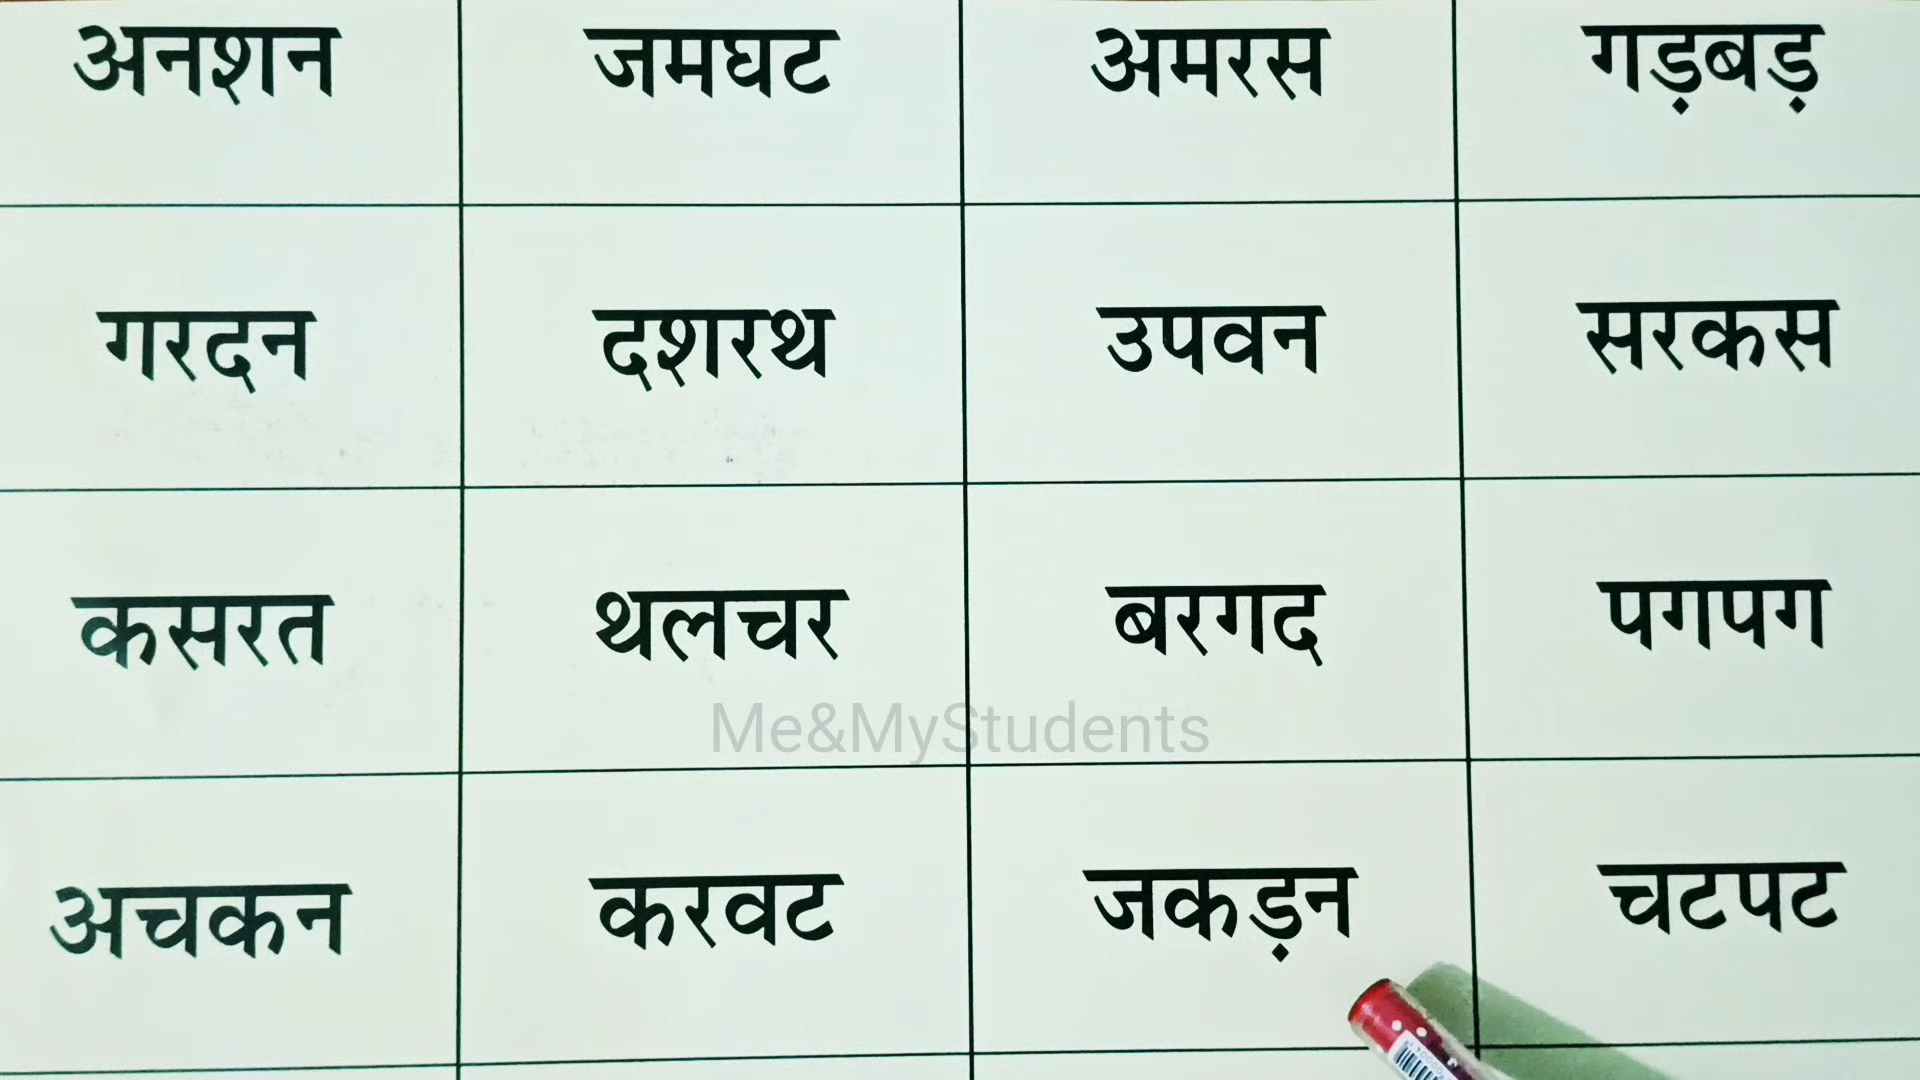 अनशन जमघट अमरस गड़बड़
गरदन दशरथ उपवन सरकस
कसरत थलचर बरगद पगपग
Me&MyStudents
अचकन करवट जकड़न चटपट